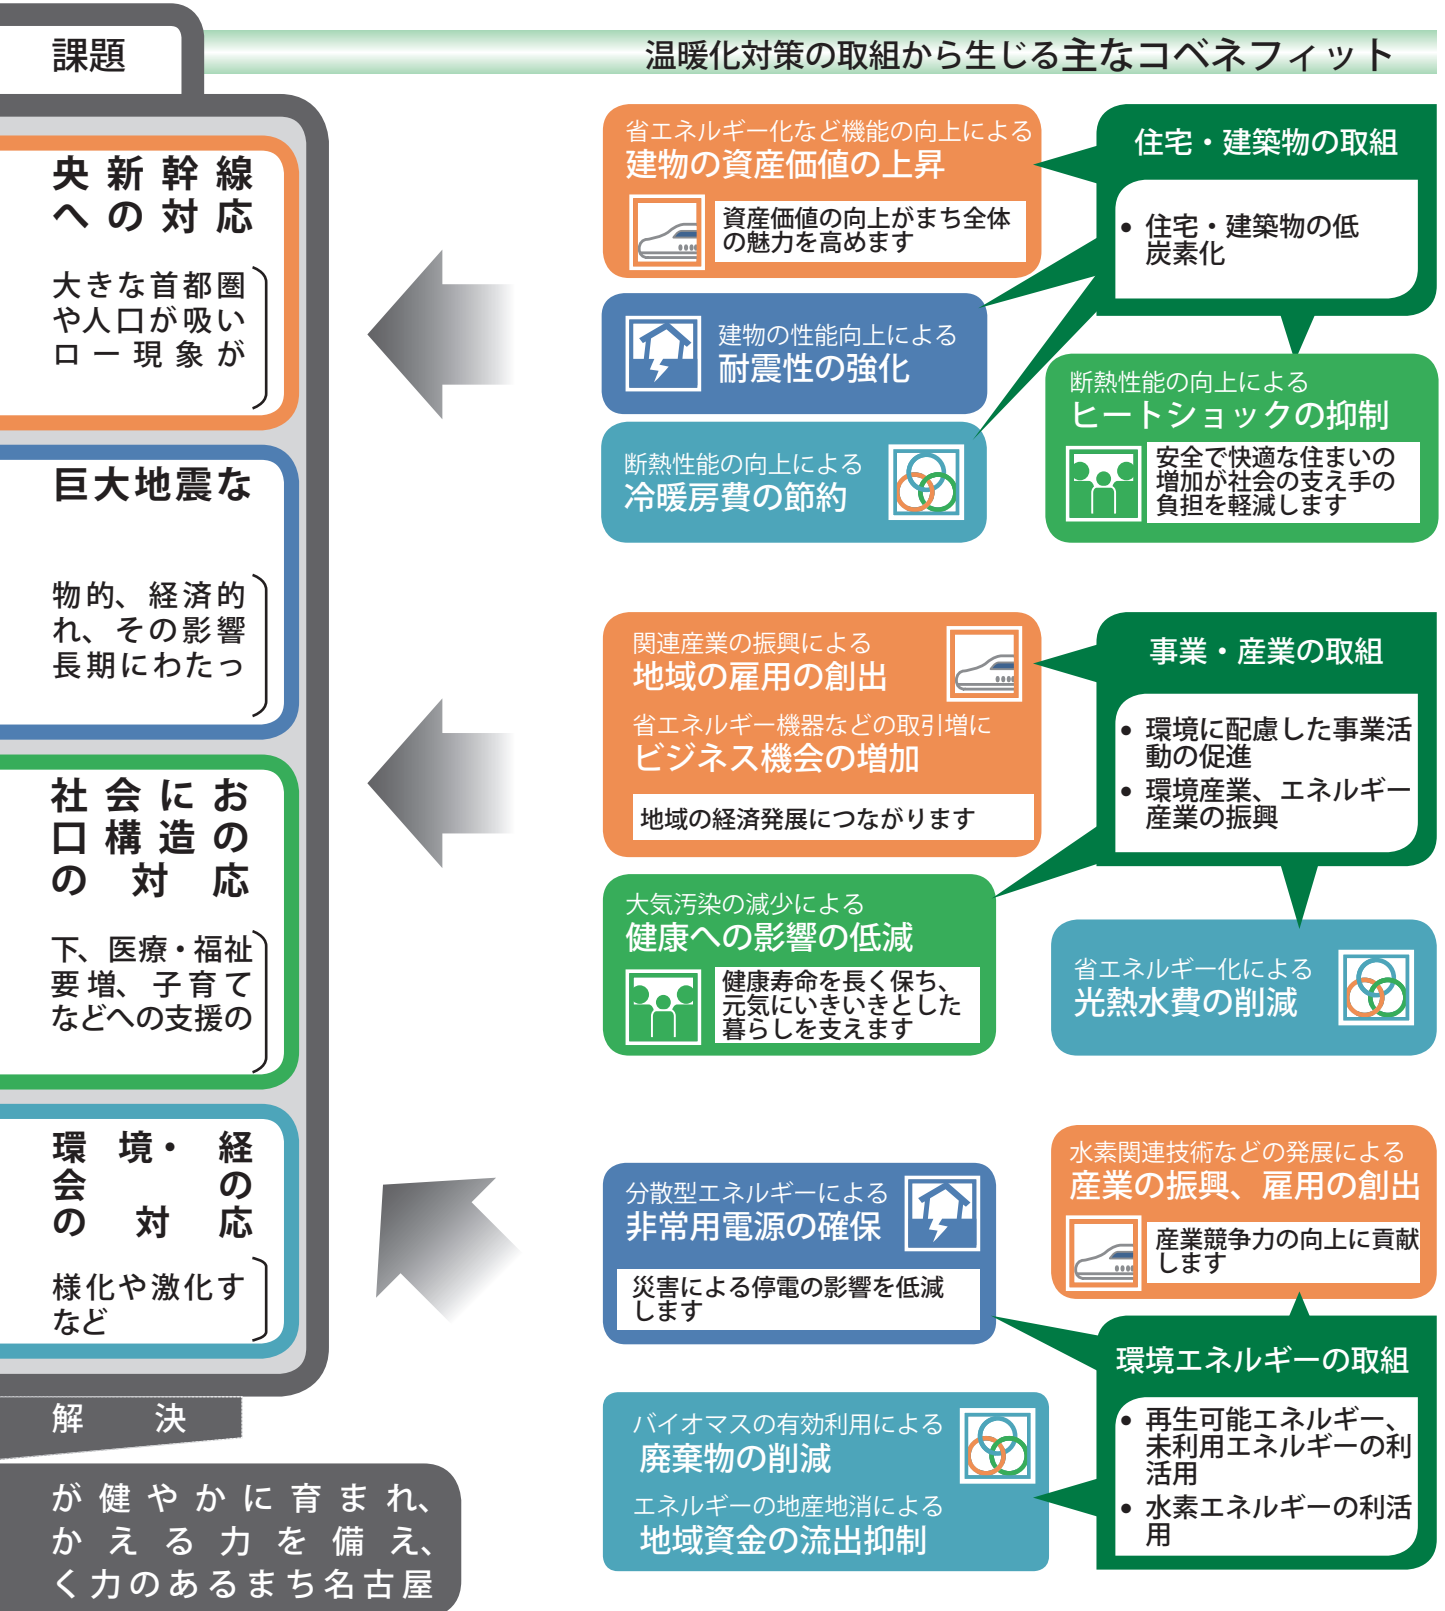 課題
央新幹線
への対応
大きな首都圏
や人口が吸い
ロー現象が
巨大地震な
物的、経済的
れ、その影響
長期にわたっ
社会にお
口構造の
の対応
下、医療・福祉
要増、子育て
などへの支援の
環境・経
会の
の対応
様化や激化す
など
解決
が健やかに育まれ、
かえる力を備え、
く力のあるまち名古屋
温暖化対策の取組から生じる主なコベネフィット
省エネルギー化など機能の向上による
建物の資産価値の上昇
資産価値の向上がまち全体
の魅力を高めます
住宅・建築物の取組
• 住宅・建築物の低
炭素化
建物の性能向上による
耐震性の強化
断熱性能の向上による
冷暖房費の節約
断熱性能の向上による
ヒートショックの抑制
安全で快適な住まいの
増加が社会の支え手の
負担を軽減します
関連産業の振興による
地域の雇用の創出
省エネルギー機器などの取引増に
ビジネス機会の増加
地域の経済発展につながります
事業・産業の取組
• 環境に配慮した事業活
動の促進
• 環境産業、エネルギー
産業の振興
大気汚染の減少による
健康への影響の低減
健康寿命を長く保ち、
元気にいきいきとした
暮らしを支えます
省エネルギー化による
光熱水費の削減
分散型エネルギーによる
非常用電源の確保
災害による停電の影響を低減
します
水素関連技術などの発展による
産業の振興、雇用の創出
産業競争力の向上に貢献
します
環境エネルギーの取組
• 再生可能エネルギー、
未利用エネルギーの利
活用
• 水素エネルギーの利活
用
バイオマスの有効利用による
廃棄物の削減
エネルギーの地産地消による
地域資金の流出抑制